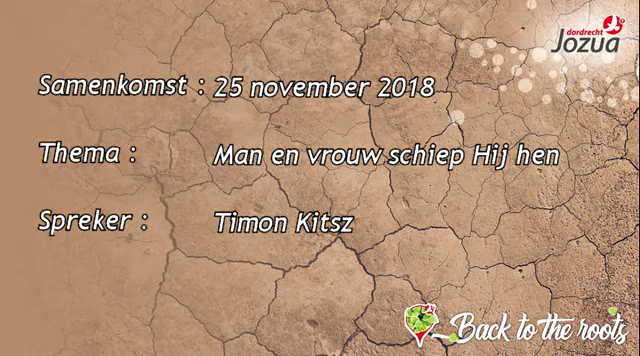 dordrecht
Jozua
Samenkomst : 25 november 2018
Thema : Man en vrouw schiep Hij hen
Spreker : Timon Kitsz
Back to the roots